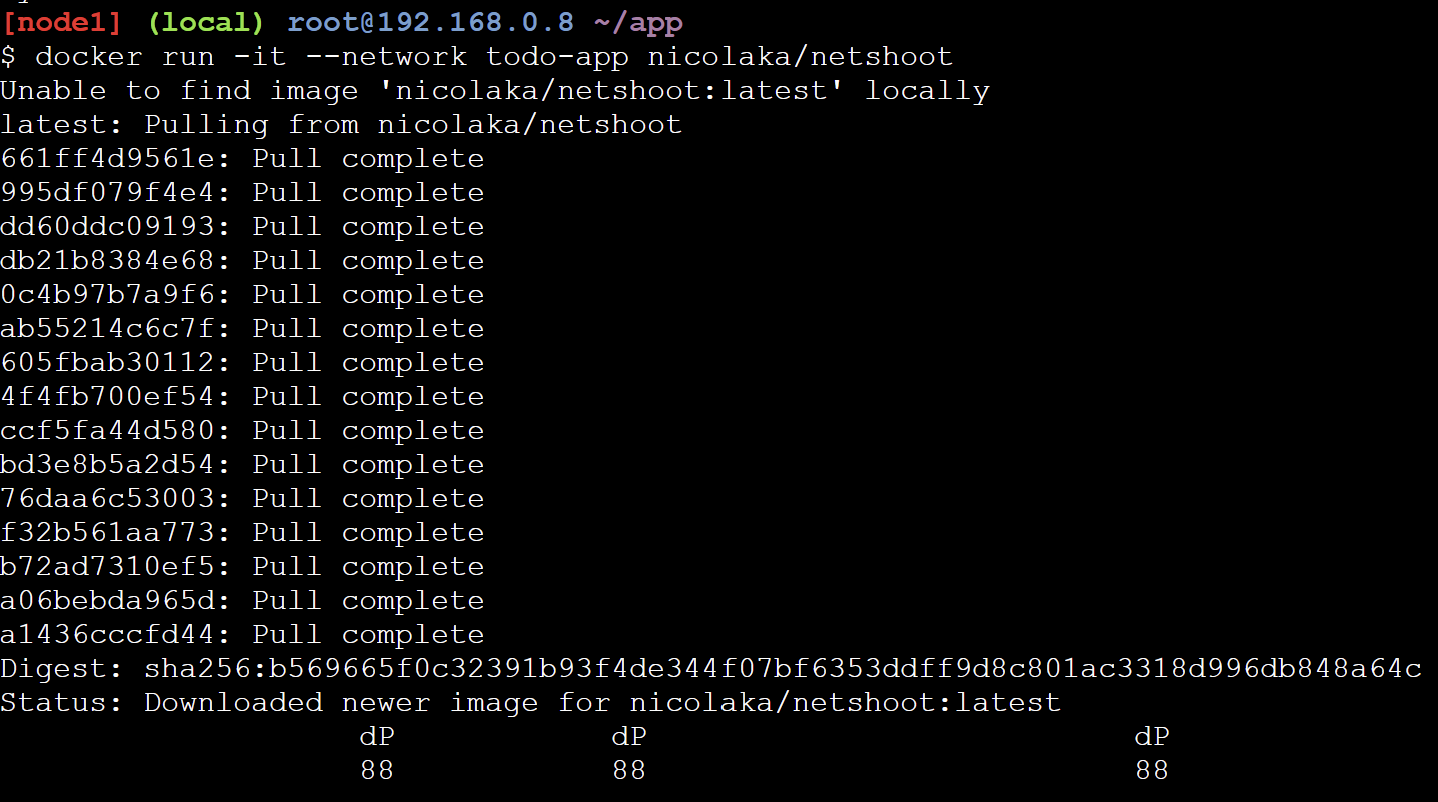 [node1] (local) root@192.168.0.8 ~/app
$ docker run -it --network todo-app nicolaka/netshoot
Unable to find image 'nicolaka/netshoot:latest' locally
latest: Pulling from nicolaka/netshoot
661ff4d9561e: Pull complete
995df079f4e4: Pull complete
dd60ddc09193: Pull complete
db21b8384e68: Pull complete
0c4b97b7a9f6: Pull complete
ab55214c6c7f: Pull complete
605fbab30112: Pull complete
4f4fb700ef54: Pull complete
ccf5fa44d580: Pull complete
bd3e8b5a2d54: Pull complete
76daa6c53003: Pull complete
f32b561aa773: Pull complete
b72ad7310ef5: Pull complete
a06bebda965d: Pull complete
a1436cccfd44: Pull complete
Digest: sha256:b569665f0c32391b93f4de344f07bf6353ddff9d8c801ac3318d996db848a64c
Status: Downloaded newer image for nicolaka/netshoot:latest
dP dP dP
88 88 88